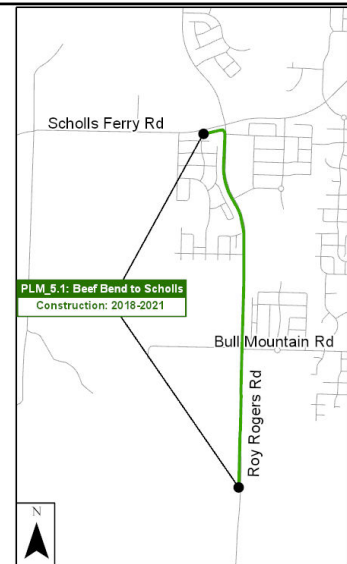 Scholls Ferry Rd
PLM_5.1: Beef Bend to Scholls
Construction: 2018-2021
Bull Mountain Rd
Roy Rogers Rd
N